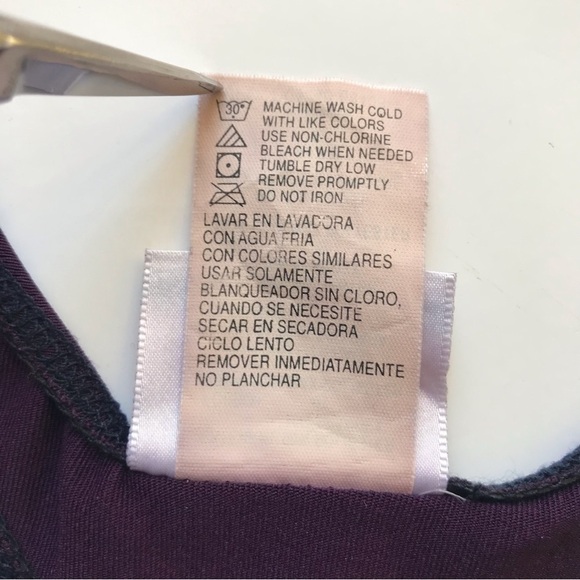 30°
MACHINE WASH COLD
WITH LIKE COLORS
USE NON-CHLORINE
BLEACH WHEN NEEDED
TUMBLE DRY LOW
REMOVE PROMPTLY
DO NOT IRON
LAVAR EN LAVADORA
CON AGUA FRIA
CON COLORES SIMILARES
USAR SOLAMENTE
BLANQUEADOR SIN CLORO,
CUANDO SE NECESITE
SECAR EN SECADORA
CICLO LENTO
REMOVER INMEDIATAMENTE
NO PLANCHAR